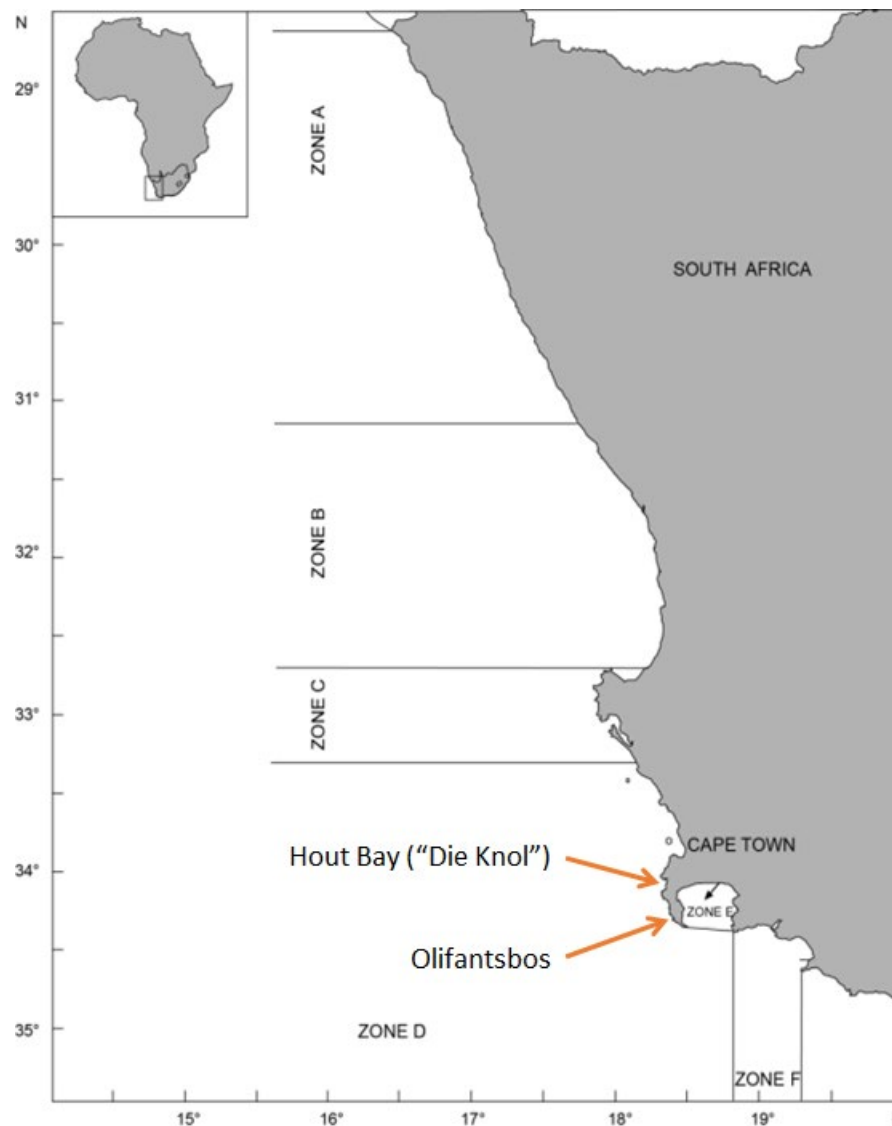 N
29°
30°
31°
32°
33°
34°
35°
ZONE A
SOUTH AFRICA
ZONE B
ZONE C
CAPE TOWN
Hout Bay (“Die Knol”)
ZONE E
Olifantsbos
ZONE D
ZONE F
15°
16°
17°
18°
19°